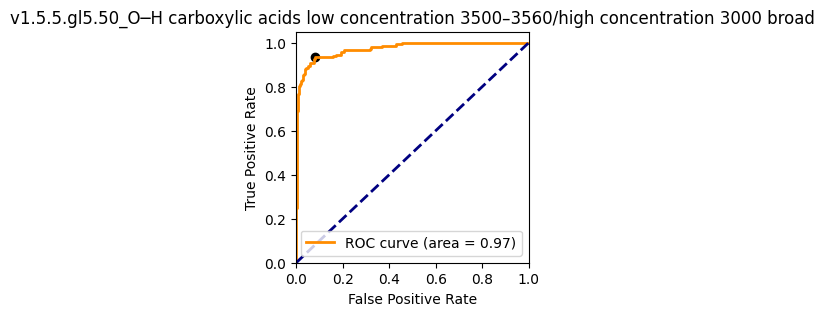 v1.5.5.gl5.50_O─H carboxylic acids low concentration 3500–3560/high concentration 3000 broad
1.0
0.8
0.6
0.4
0.2
0.0
True Positive Rate
ROC curve (area = 0.97)
0.0 0.2 0.4 0.6 0.8 1.0
False Positive Rate